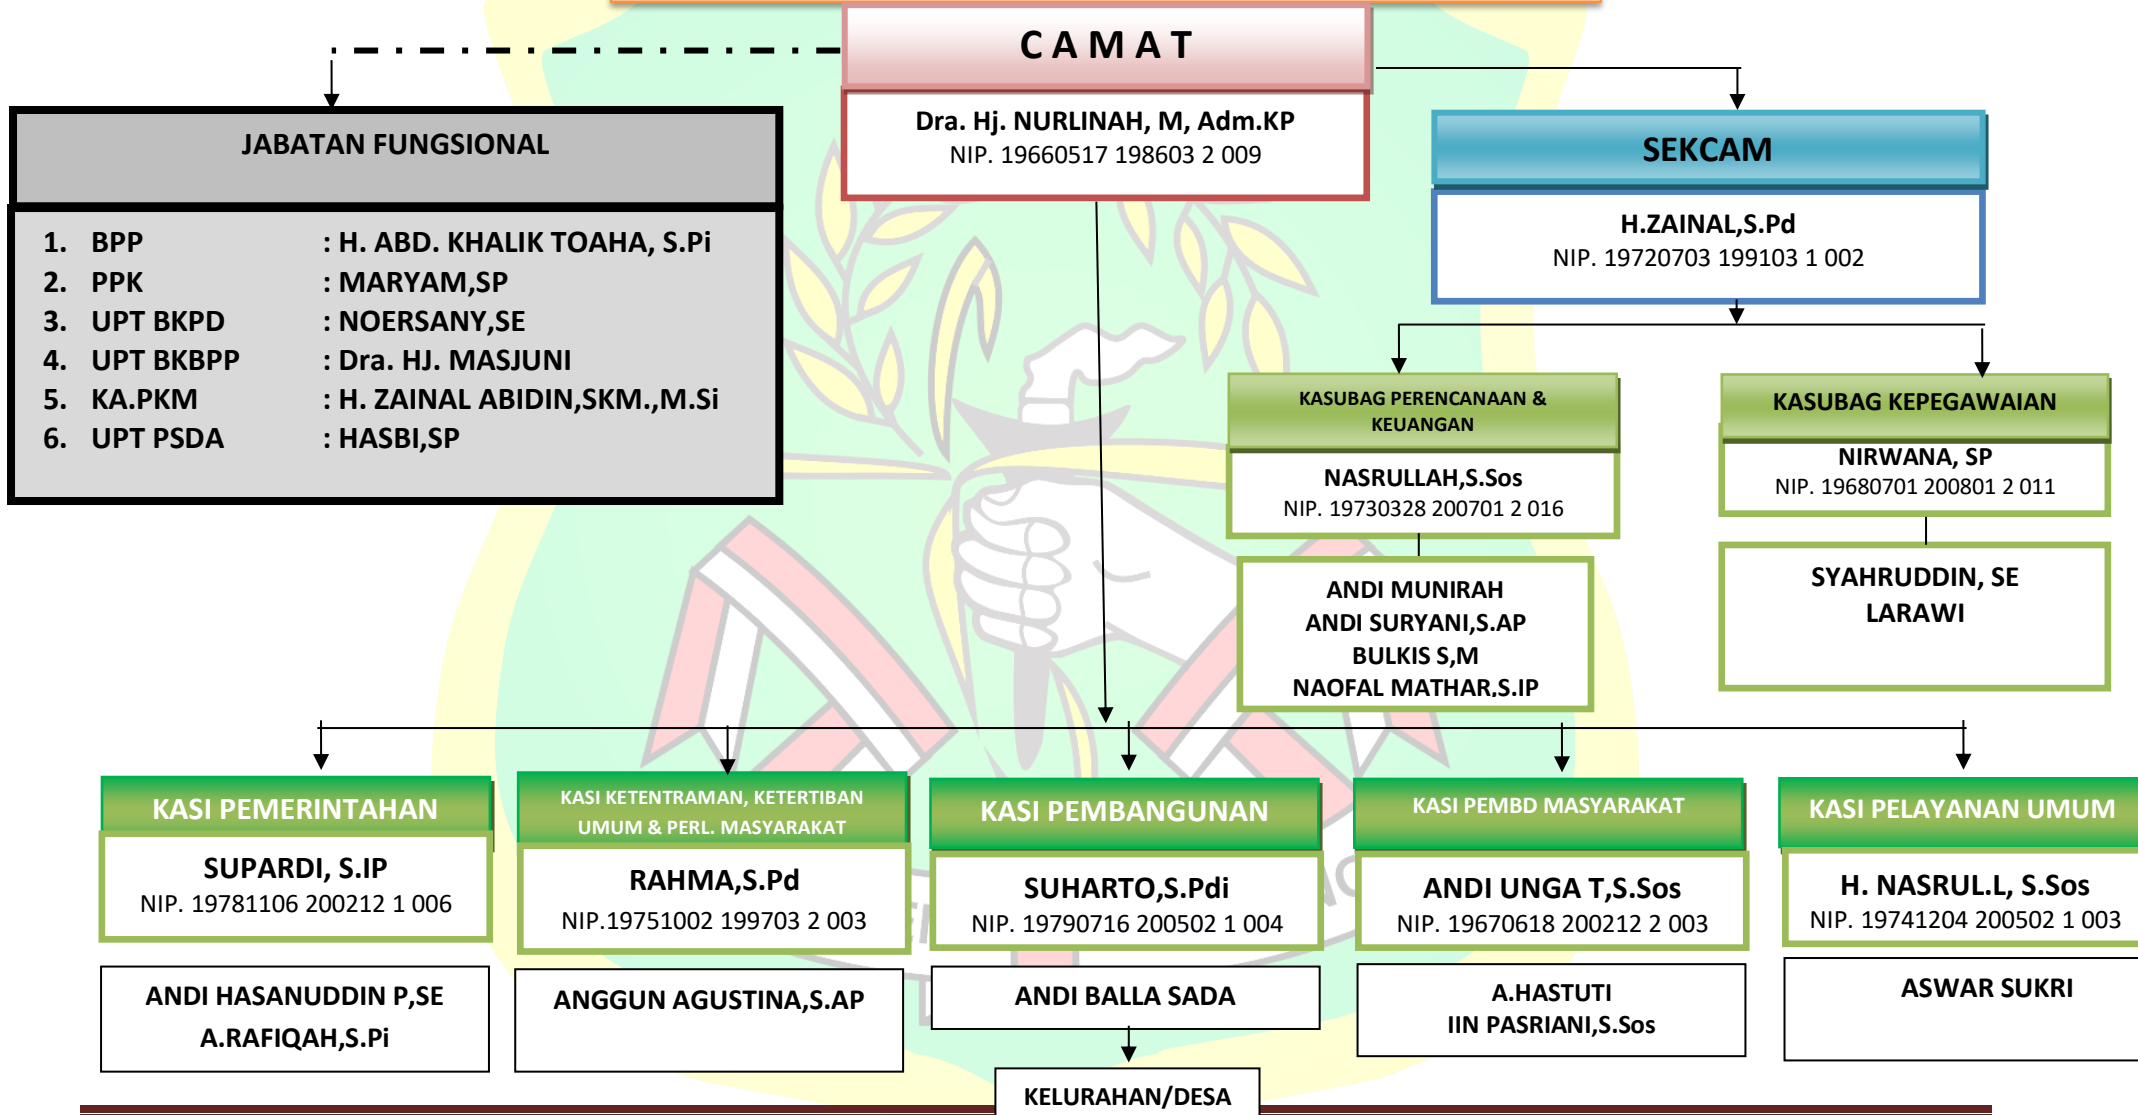 C A M A T
Dra. Hj. NURLINAH, M, Adm.KP
NIP. 19660517 198603 2 009
JABATAN FUNGSIONAL
1. BPP : H. ABD. KHALIK TOAHA, S.Pi
2. PPK : MARYAM,SP
3. UPT BKPD : NOERSANY,SE
4. UPT BKBPP : Dra. HJ. MASJUNI
5. KA.PKM : H. ZAINAL ABIDIN,SKM.,M.Si
6. UPT PSDA : HASBI,SP
SEKCAM
H.ZAINAL,S.Pd
NIP. 19720703 199103 1 002
KASUBAG PERENCANAAN &
KEUANGAN
NASRULLAH,S.Sos
NIP. 19730328 200701 2 016
ANDI MUNIRAH
ANDI SURYANI,S.AP
BULKIS S,M
NAOFAL MATHAR,S.IP
KASUBAG KEPEGAWAIAN
NIRWANA, SP
NIP. 19680701 200801 2 011
SYAHRUDDIN, SE
LARAWI
KASI PEMERINTAHAN
SUPARDI, S.IP
NIP. 19781106 200212 1 006
ANDI HASANUDDIN P,SE
A.RAFIQAH,S.Pi
KASI KETENTRAMAN, KETERTIBAN
UMUM & PERL. MASYARAKAT
RAHMA,S.Pd
NIP.19751002 199703 2 003
ANGGUN AGUSTINA,S.AP
KASI PEMBANGUNAN
SUHARTO,S.Pdi
NIP. 19790716 200502 1 004
ANDI BALLA SADA
KASI PEMBD MASYARAKAT
ANDI UNGA T,S.Sos
NIP. 19670618 200212 2 003
A.HASTUTI
IIN PASRIANI,S.Sos
KASI PELAYANAN UMUM
H. NASRUL.L, S.Sos
NIP. 19741204 200502 1 003
ASWAR SUKRI
KELURAHAN/DESA